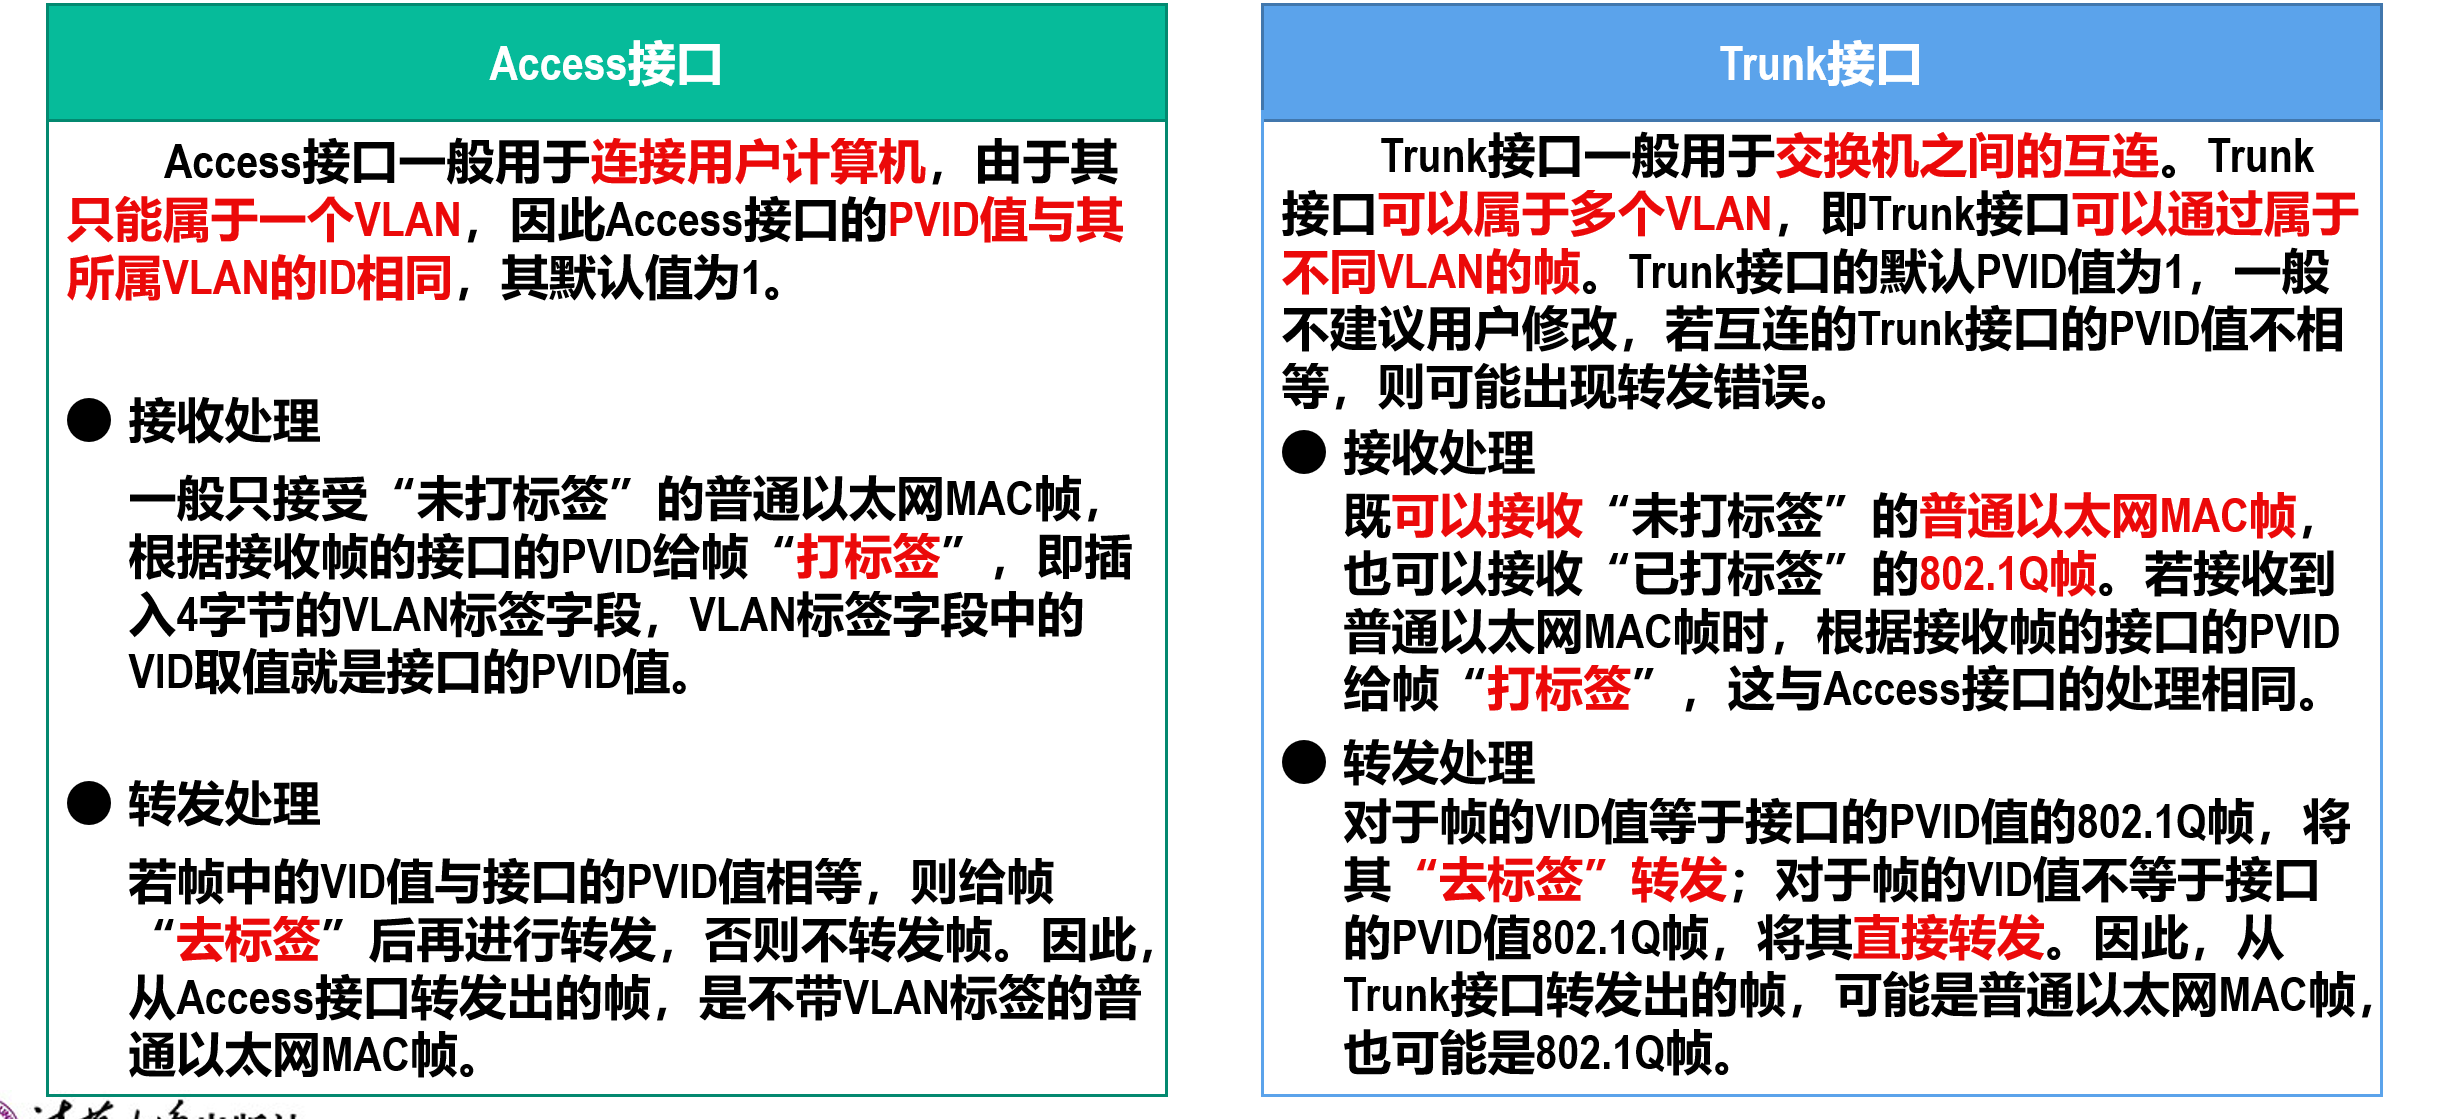 Access接口
Access接口一般用于连接用户计算机，由于其
只能属于一个VLAN，因此Access接口的PVID值与其
所属VLAN的ID相同，其默认值为1。
● 接收处理
一般只接受“未打标签”的普通以太网MAC帧，
根据接收帧的接口的PVID给帧“打标签”，即插
入4字节的VLAN标签字段，VLAN标签字段中的
VID取值就是接口的PVID值。
● 转发处理
若帧中的VID值与接口的PVID值相等，则给帧
“去标签”后再进行转发，否则不转发帧。因此，
从Access接口转发出的帧，是不带VLAN标签的普
通以太网MAC帧。
Trunk接口
Trunk接口一般用于交换机之间的互连。Trunk
接口可以属于多个VLAN，即Trunk接口可以通过属于
不同VLAN的帧。Trunk接口的默认PVID值为1，一般
不建议用户修改，若互连的Trunk接口的PVID值不相
等，则可能出现转发错误。
● 接收处理
既可以接收“未打标签”的普通以太网MAC帧，
也可以接收“已打标签”的802.1Q帧。若接收到
普通以太网MAC帧时，根据接收帧的接口的PVID
给帧“打标签”，这与Access接口的处理相同。
● 转发处理
对于帧的VID值等于接口的PVID值的802.1Q帧，将
其“去标签”转发；对于帧的VID值不等于接口
的PVID值802.1Q帧，将其直接转发。因此，从
Trunk接口转发出的帧，可能是普通以太网MAC帧，
也可能是802.1Q帧。